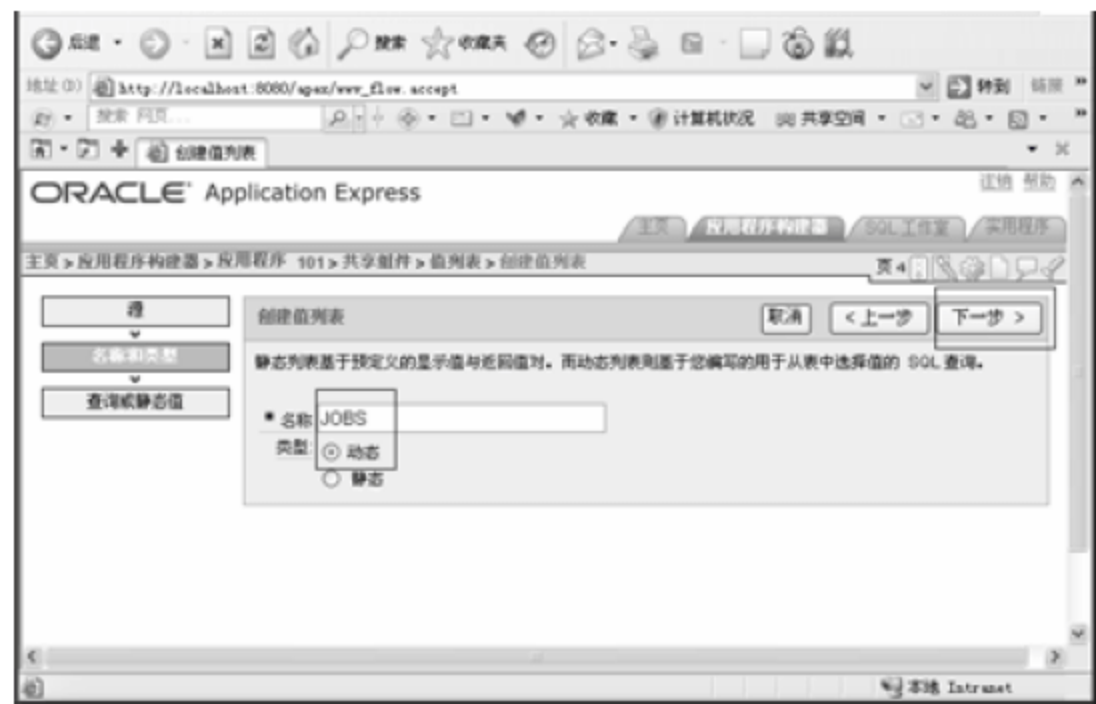 后退 搜索 收藏夹
地址(D) http://localhost:8080/apex/wwv_flow.accept 转到 链接 »
搜索 网页... 收藏 计算机状况 共享空间 »
创建值列表
ORACLE Application Express
注销 帮助
主页 应用程序构建器 SQL 工作室 实用程序
主页 > 应用程序构建器 > 应用程序 101 > 共享组件 > 值列表 > 创建值列表
页 4
源
创建值列表 取消 < 上一步 下一步 >
名称和类型
静态列表基于预定义的显示值与返回值对。而动态列表则基于您编写的用于从表中选择值的 SQL 查询。
查询或静态值
* 名称 JOBS
类型: 动态
静态
本地 Intranet